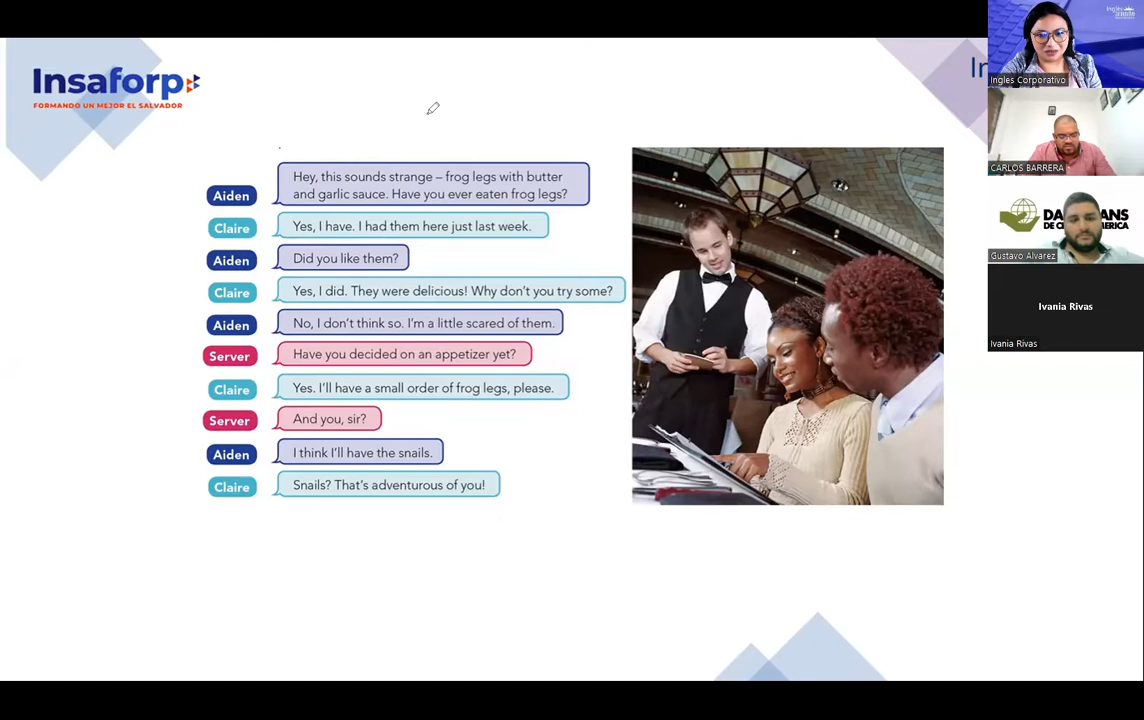 Insaforp
FORMANDO UN MEJOR EL SALVADOR
Aiden
Hey, this sounds strange – frog legs with butter
and garlic sauce. Have you ever eaten frog legs?
Claire
Yes, I have. I had them here just last week.
Aiden
Did you like them?
Claire
Yes, I did. They were delicious! Why don't you try some?
Aiden
No, I don't think so. I'm a little scared of them.
Server
Have you decided on an appetizer yet?
Claire
Yes. I'll have a small order of frog legs, please.
Server
And you, sir?
Aiden
I think I'll have the snails.
Claire
Snails? That's adventurous of you!
In
Ingles Corporativo
CARLOS BARRERA
Gustavo Alvarez
Ivania Rivas
Ivania Rivas